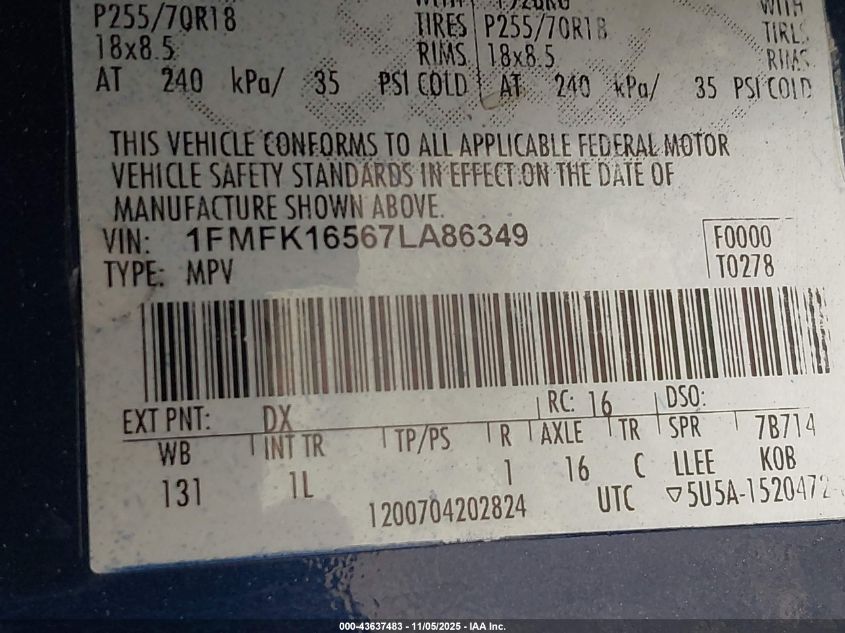 P255/70R18 TIRES P255/70R18
18x8.5 RIMS 18x8.5 RIMS
AT 240 kPa/ 35 PSI COLD AT 240 kPa/ 35 PSI COLD
THIS VEHICLE CONFORMS TO ALL APPLICABLE FEDERAL MOTOR
VEHICLE SAFETY STANDARDS IN EFFECT ON THE DATE OF
MANUFACTURE SHOWN ABOVE.
VIN: 1FMFK16567LA86349 F0000
TYPE: MPV T0278
EXT PNT: DX RC: 16 DSO:
WB INT TR TP/PS R AXLE TR SPR 7B714
131 1L 1 16 C LLEE KOB
1200704202824 UTC ▽5U5A-1520472-
000-43637483 - 11/05/2025 - IAA Inc.